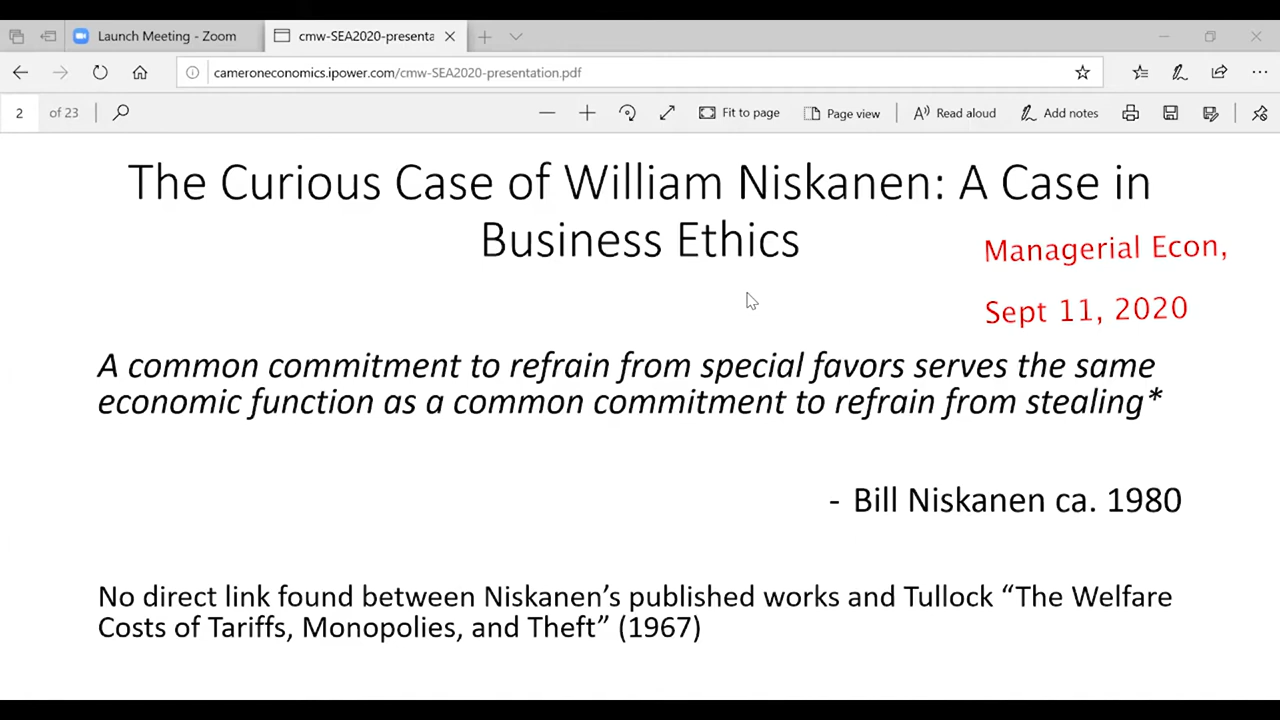 Launch Meeting - Zoom
cmw-SEA2020-presenta
cameroneconomics.ipower.com/cmw-SEA2020-presentation.pdf
2 of 23
Fit to page
Page view
Read aloud
Add notes
The Curious Case of William Niskanen: A Case in
Business Ethics
Managerial Econ,
Sept 11, 2020
A common commitment to refrain from special favors serves the same
economic function as a common commitment to refrain from stealing*
- Bill Niskanen ca. 1980
No direct link found between Niskanen’s published works and Tullock “The Welfare
Costs of Tariffs, Monopolies, and Theft” (1967)